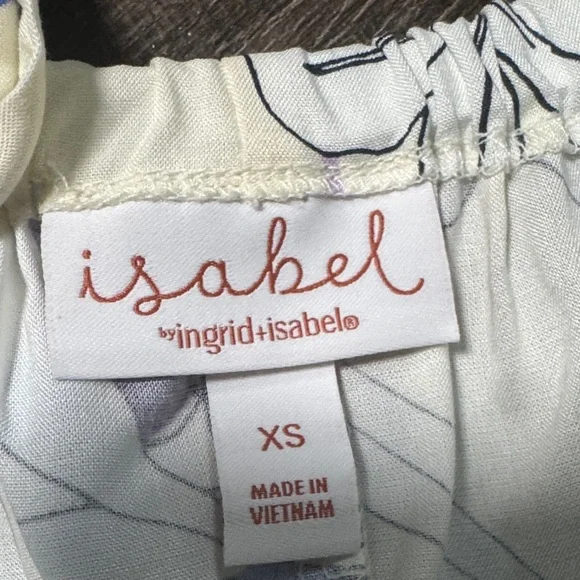 isabel
by ingrid+isabel®
XS
MADE IN
VIETNAM